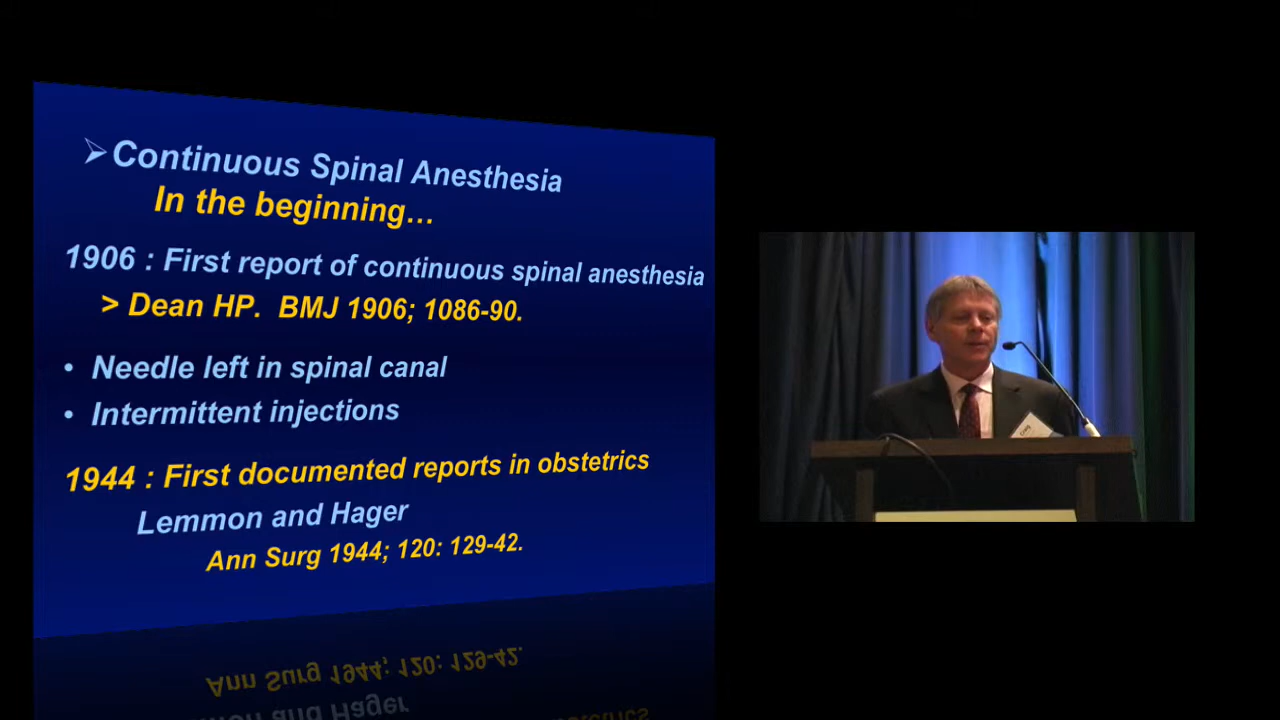 ➢Continuous Spinal Anesthesia
In the beginning…
1906 : First report of continuous spinal anesthesia
> Dean HP. BMJ 1906; 1086-90.
• Needle left in spinal canal
• Intermittent injections
1944 : First documented reports in obstetrics
Lemmon and Hager
Ann Surg 1944; 120: 129-42.
Craig